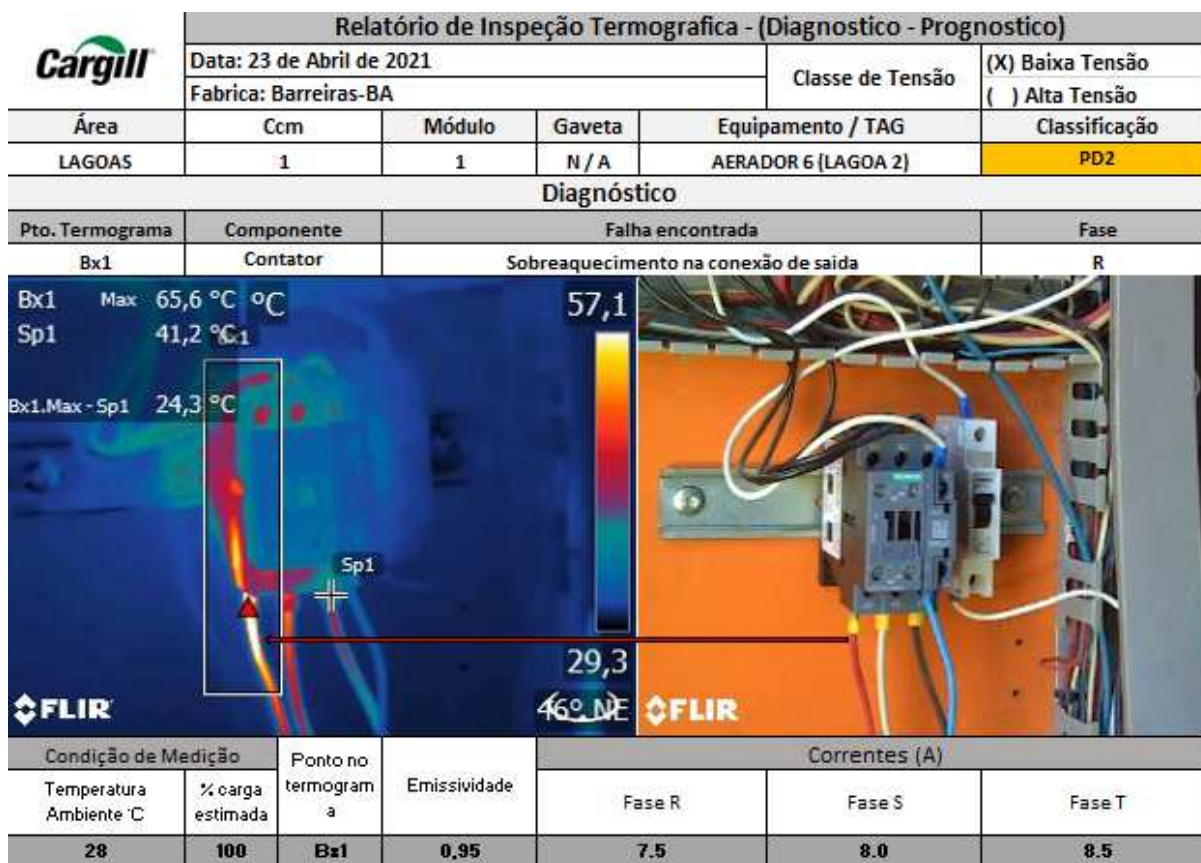 Cargill
Relatório de Inspeção Termografica - (Diagnostico - Prognostico)
Data: 23 de Abril de 2021
Fabrica: Barreiras-BA
Classe de Tensão
(X) Baixa Tensão
( ) Alta Tensão
Área Ccm Módulo Gaveta Equipamento / TAG Classificação
LAGOAS 1 1 N / A AERADOR 6 (LAGOA 2) PD2
Diagnóstico
Pto. Termograma Componente Falha encontrada Fase
Bx1 Contator Sobreaquecimento na conexão de saida R
Bx1 Max 65,6 °C °C 57,1
Sp1 41,2 °C
Bx1.Max - Sp1 24,3 °C
Sp1
29,3
46° NE
FLIR
FLIR
Condição de Medição Ponto no termograma Emissividade Correntes (A)
Temperatura Ambiente °C % carga estimada Fase R Fase S Fase T
28 100 Bx1 0,95 7.5 8.0 8.5